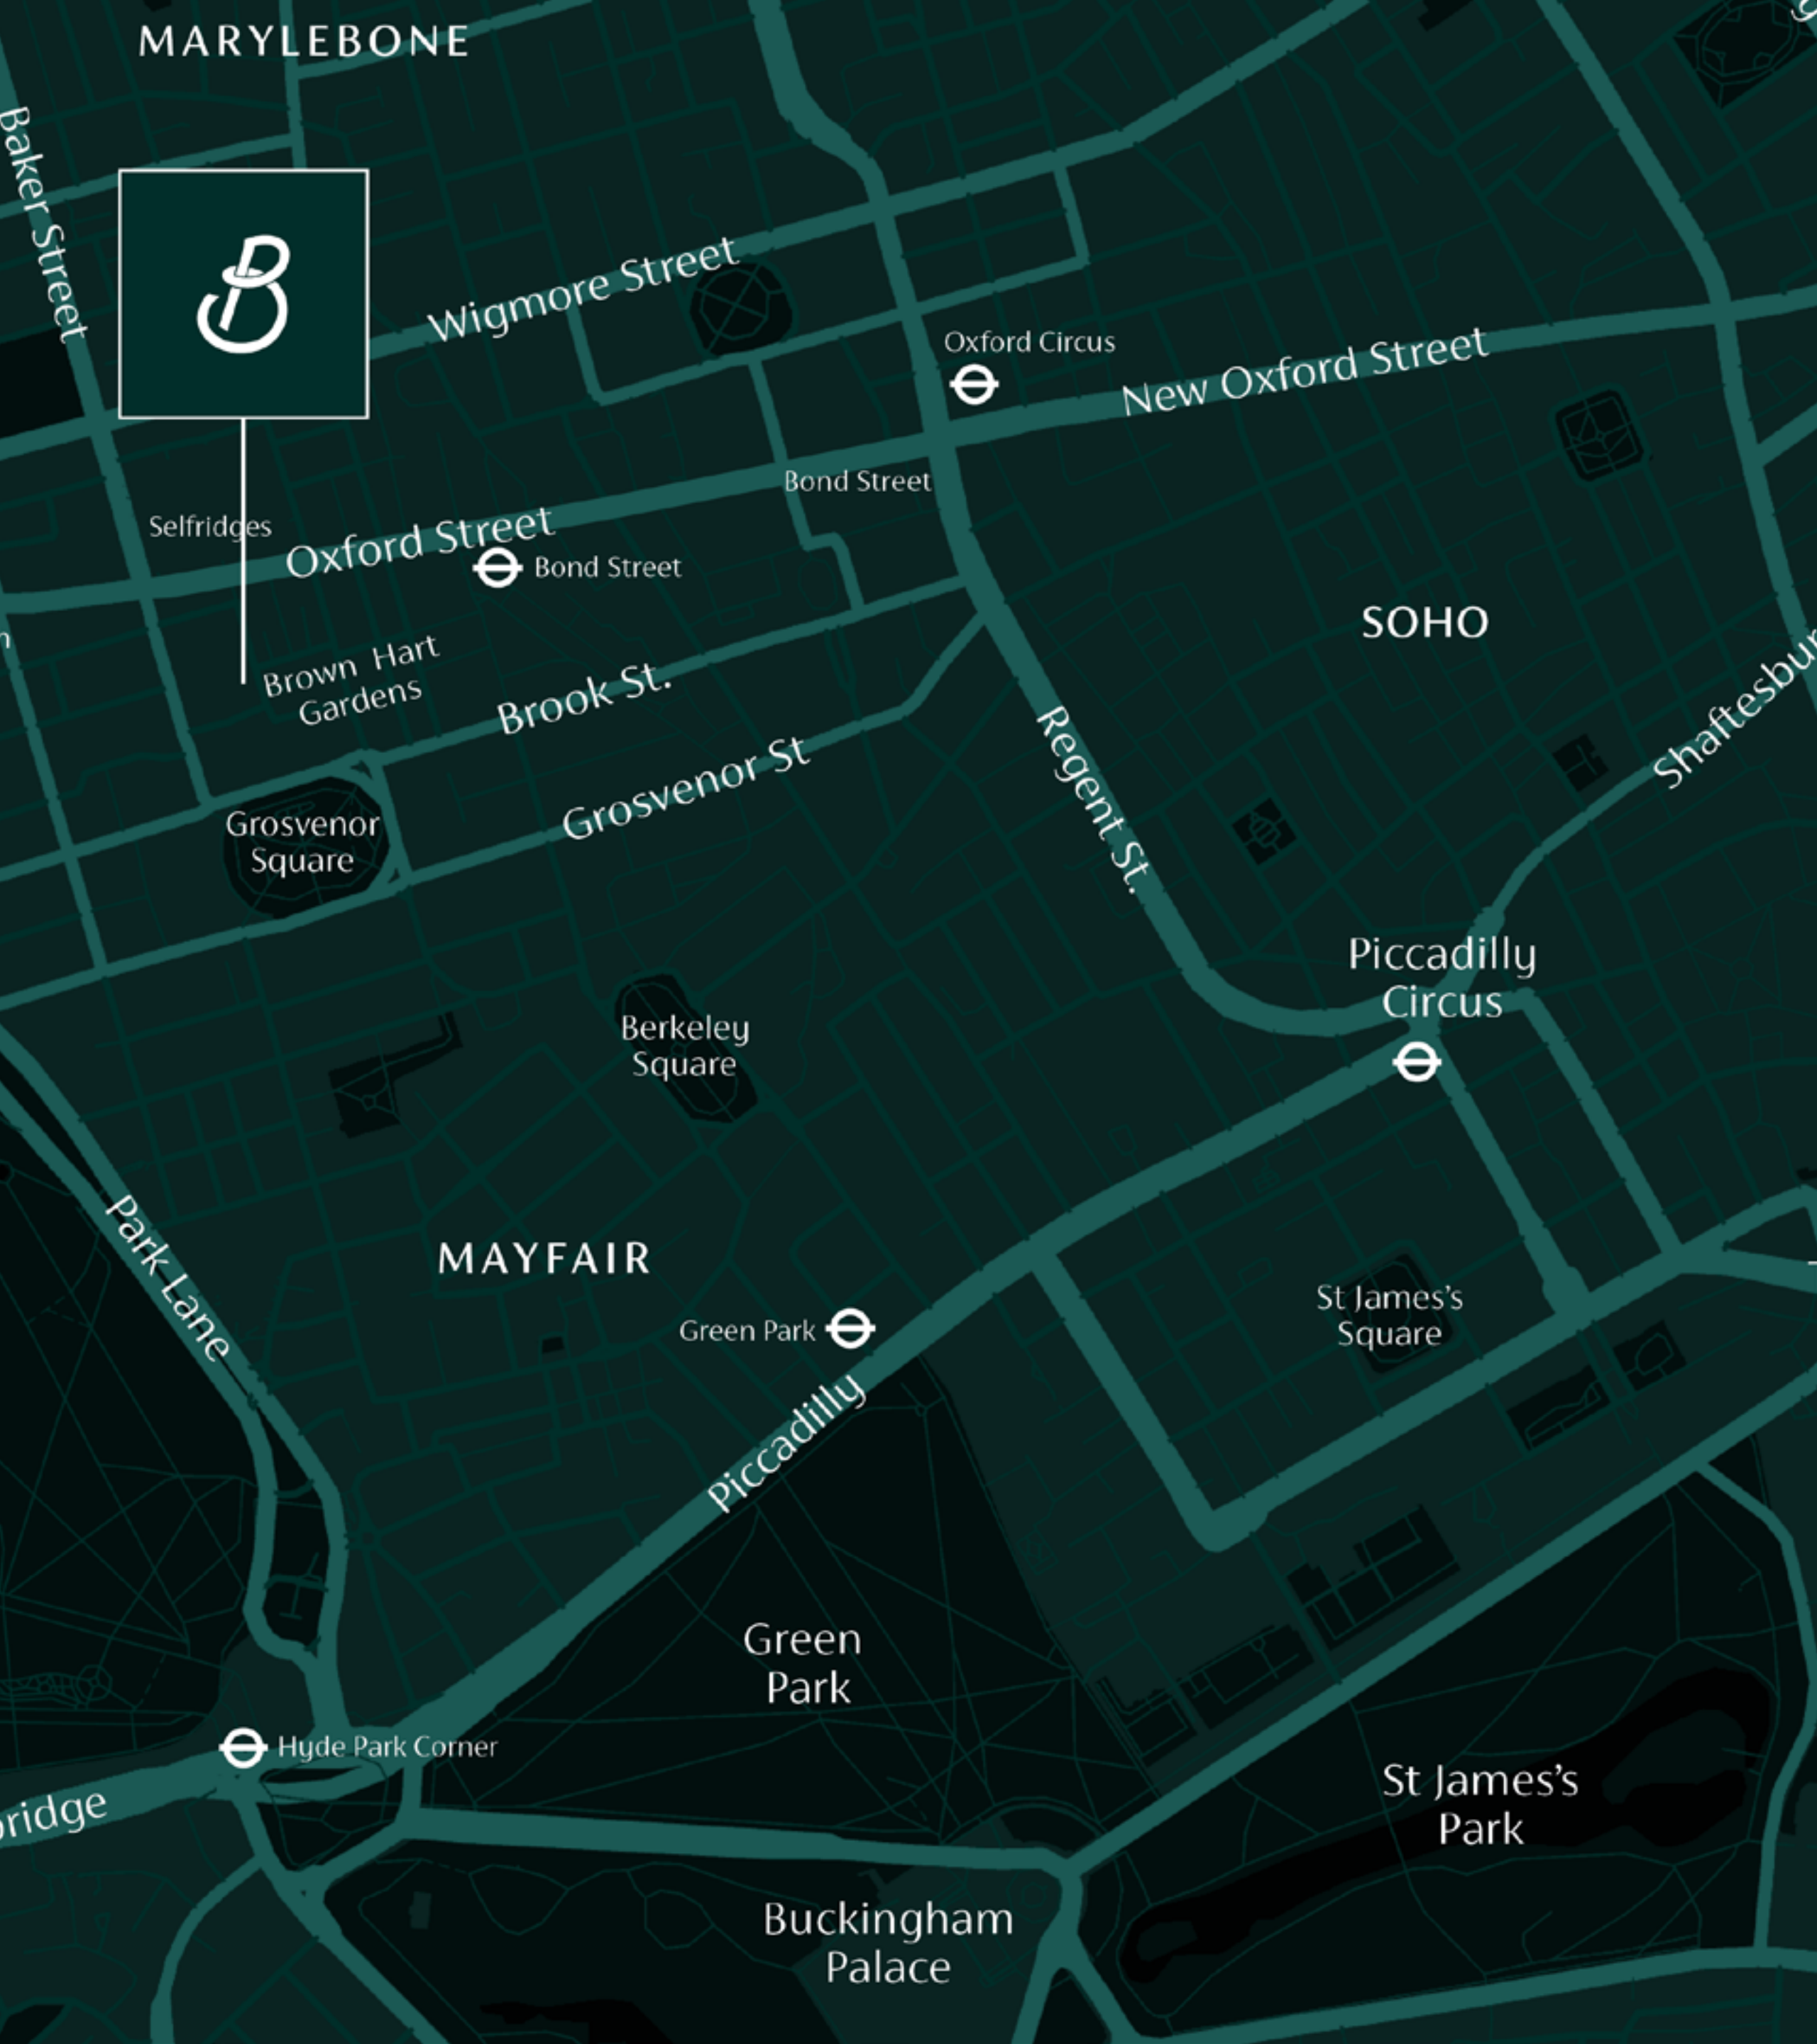 MARYLEBONE
Baker Street
B
Wigmore Street
Oxford Circus
New Oxford Street
Bond Street
Selfridges
Oxford Street
Bond Street
SOHO
Brown Hart
Gardens
Brook St.
Grosvenor St
Regent St.
Shaftesbur
Grosvenor
Square
Piccadilly
Circus
Berkeley
Square
Park Lane
MAYFAIR
Green Park
St James’s
Square
Piccadilly
Green
Park
Hyde Park Corner
bridge
St James’s
Park
Buckingham
Palace